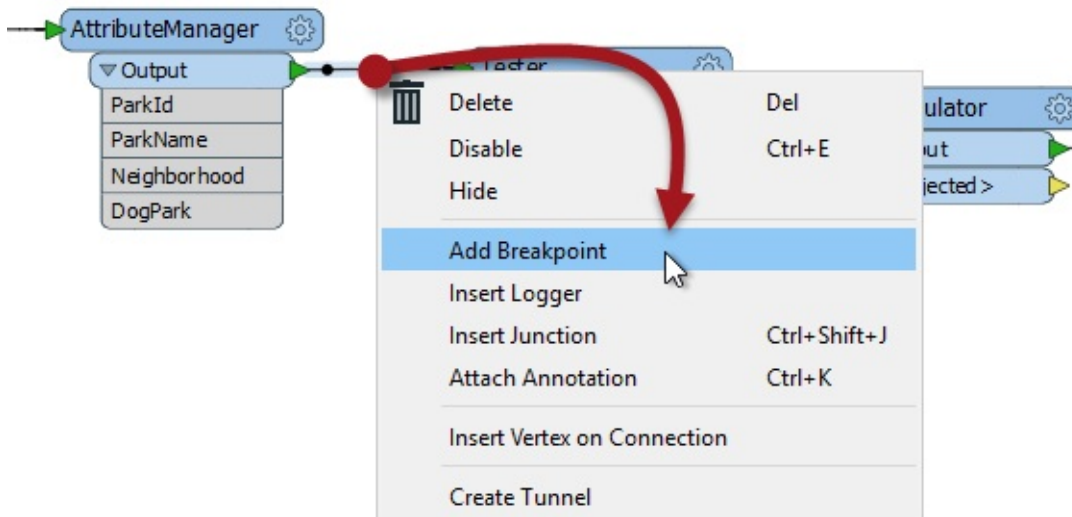 AttributeManager
Output
ParkId
ParkName
Neighborhood
DogPark
Tester
ulator
ut
jected >
Delete Del
Disable Ctrl+E
Hide
Add Breakpoint
Insert Logger
Insert Junction Ctrl+Shift+J
Attach Annotation Ctrl+K
Insert Vertex on Connection
Create Tunnel